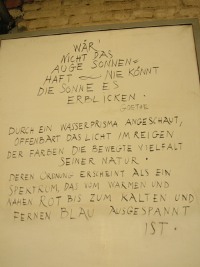 WÄR'
NICHT DAS
AUGE SONNEN=
HAFT ~ NIE KÖNNT
DIE SONNE ES
ERBLICKEN.
GOETHE
DURCH EIN WASSERPRISMA ANGESCHAUT,
OFFENBART DAS LICHT IM REIGEN
DER FARBEN DIE BEWEGTE VIELFALT
SEINER NATUR.
DEREN ORDNUNG ERSCHEINT ALS EIN
SPEKTRUM DAS VOM WARMEN UND
NAHEN ROT BIS ZUM KALTEN UND
FERNEN BLAU AUSGESPANNT
IST.